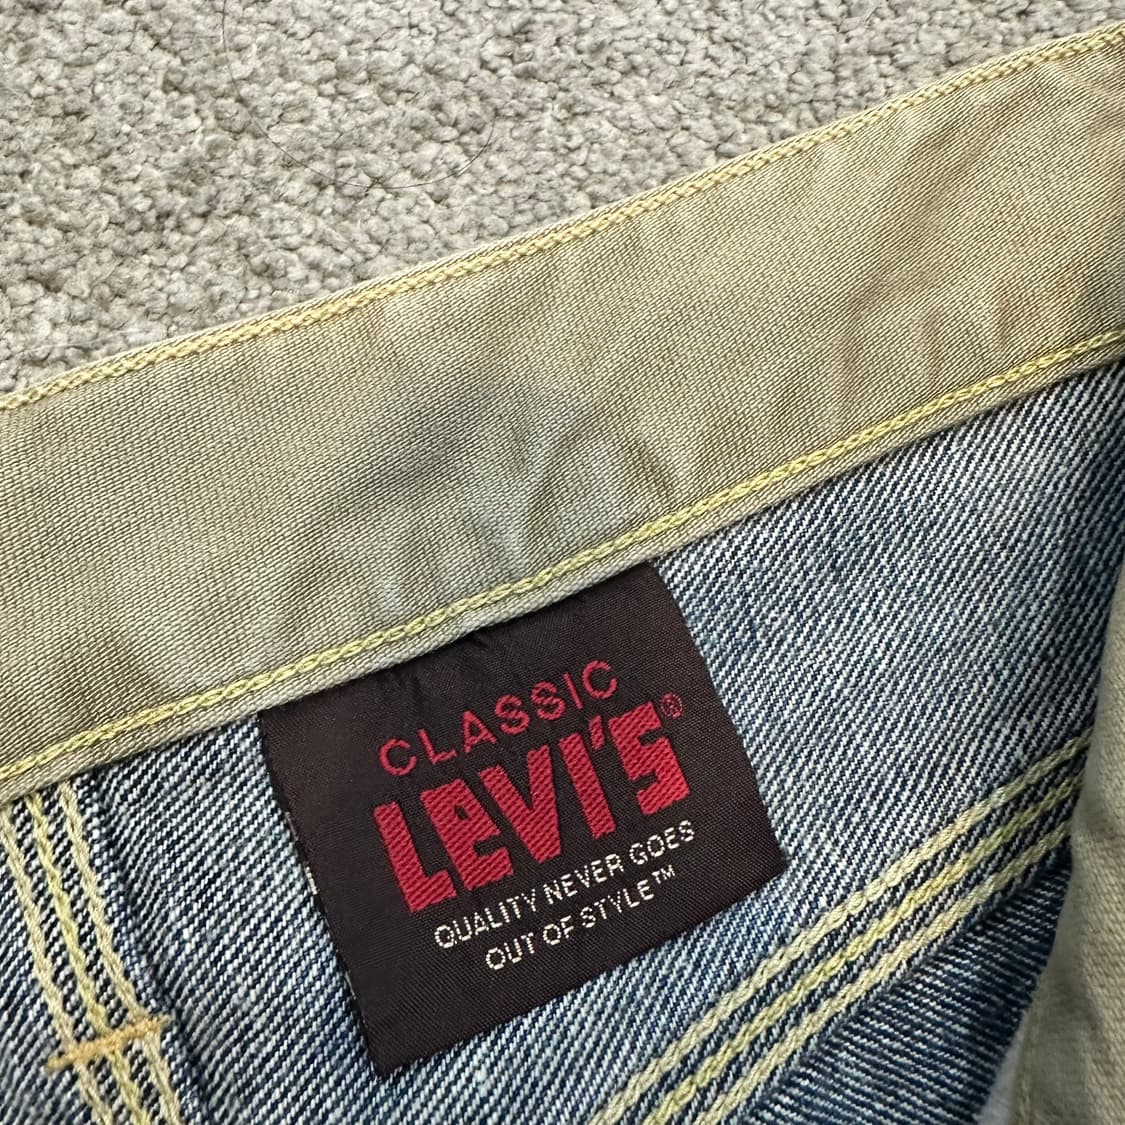 CLASSIC
LEVI'S®
QUALITY NEVER GOES
OUT OF STYLE™